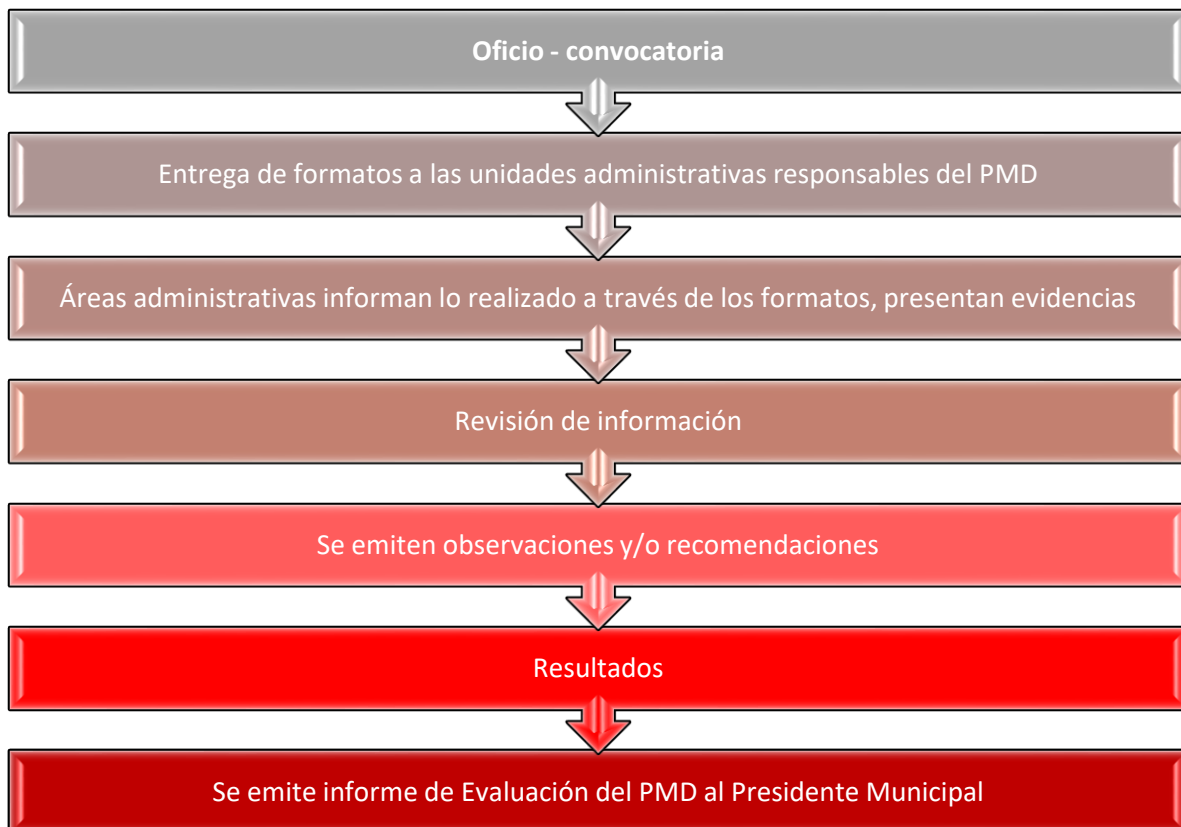 Oficio - convocatoria
Entrega de formatos a las unidades administrativas responsables del PMD
Áreas administrativas informan lo realizado a través de los formatos, presentan evidencias
Revisión de información
Se emiten observaciones y/o recomendaciones
Resultados
Se emite informe de Evaluación del PMD al Presidente Municipal